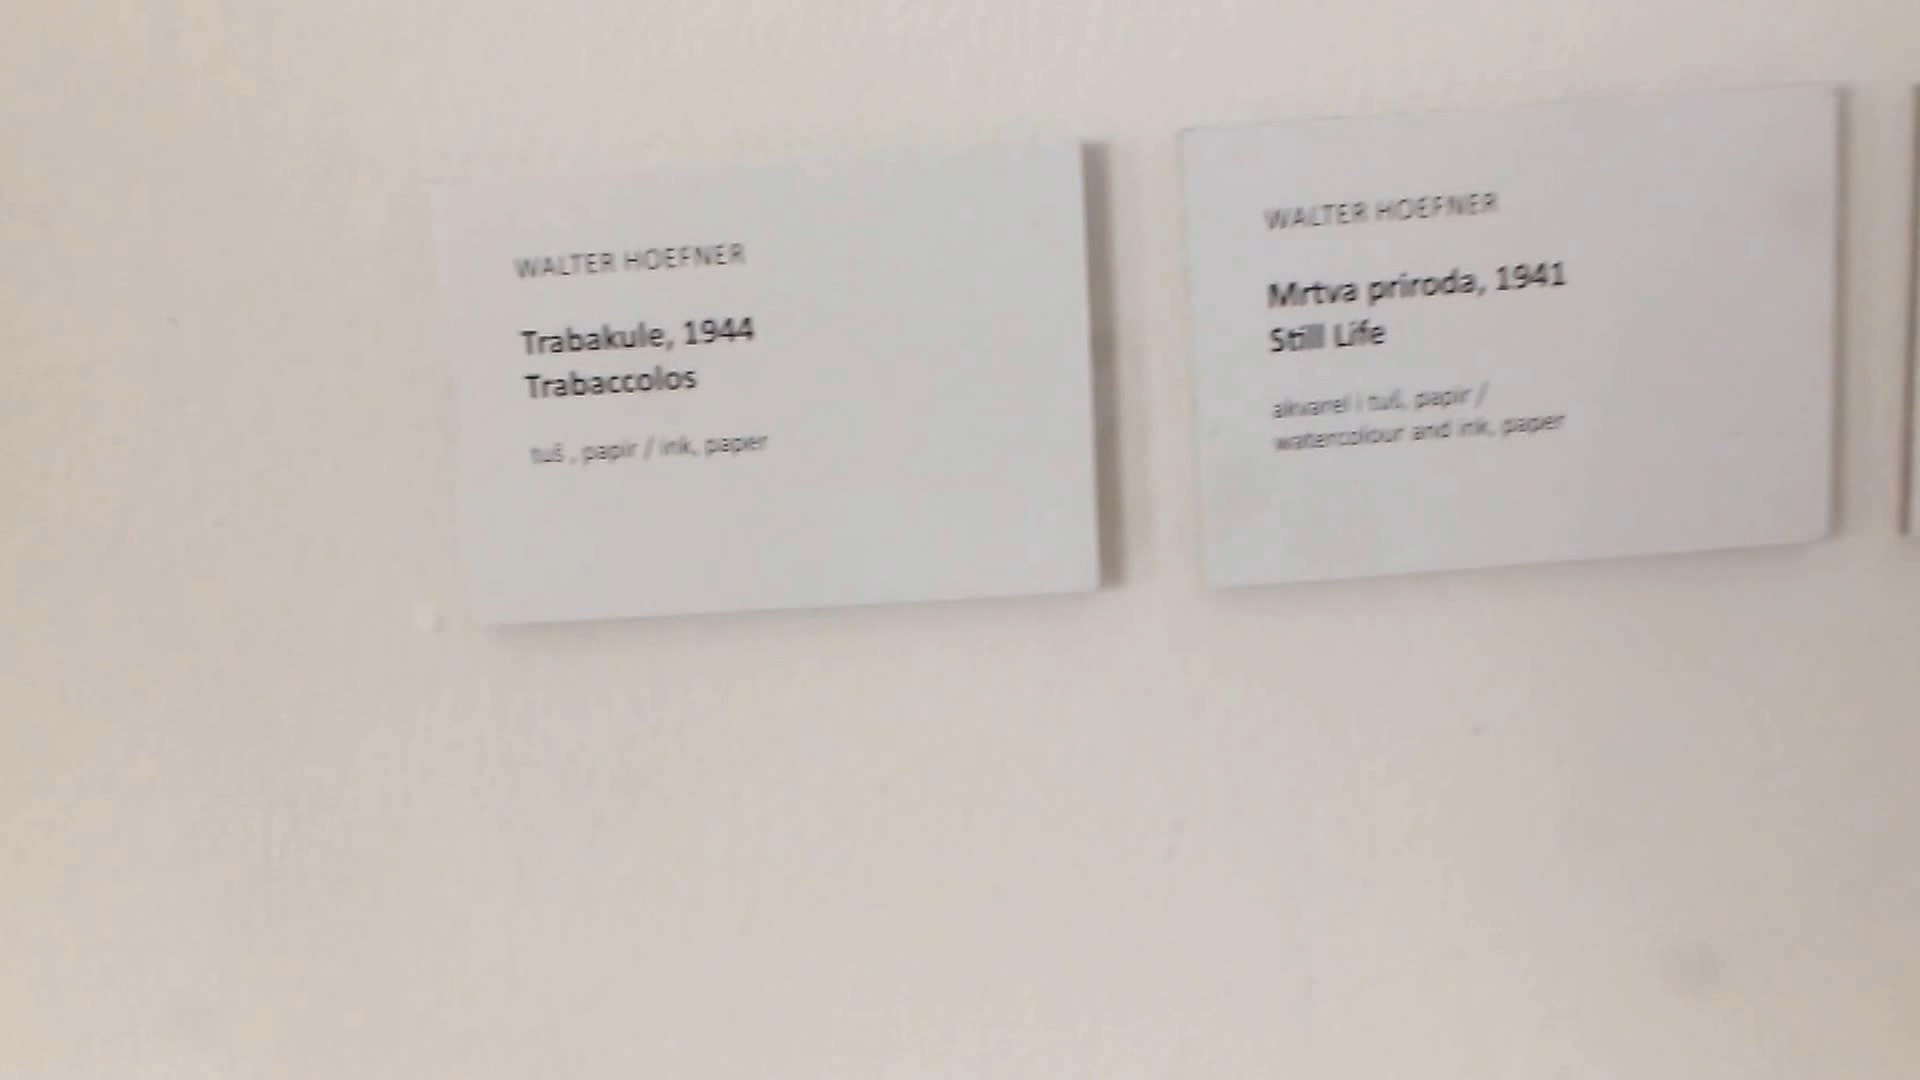 WALTER HOEFNER
Trabakule, 1944
Trabaccolos
tuš , papir / ink, paper
WALTER HOEFNER
Mrtva priroda, 1941
Still Life
akvarel i tuš, papir /
watercolour and ink, paper